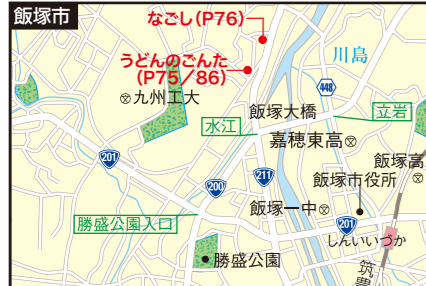 飯塚市
なごし(P76)
うどんのごんた
(P75/86)
川島
九州工大
448
飯塚大橋
立岩
水江
嘉穂東高
201
飯塚高
200
211
飯塚市役所
飯塚一中
201
勝盛公園入口
しんいいづか
勝盛公園
筑豊